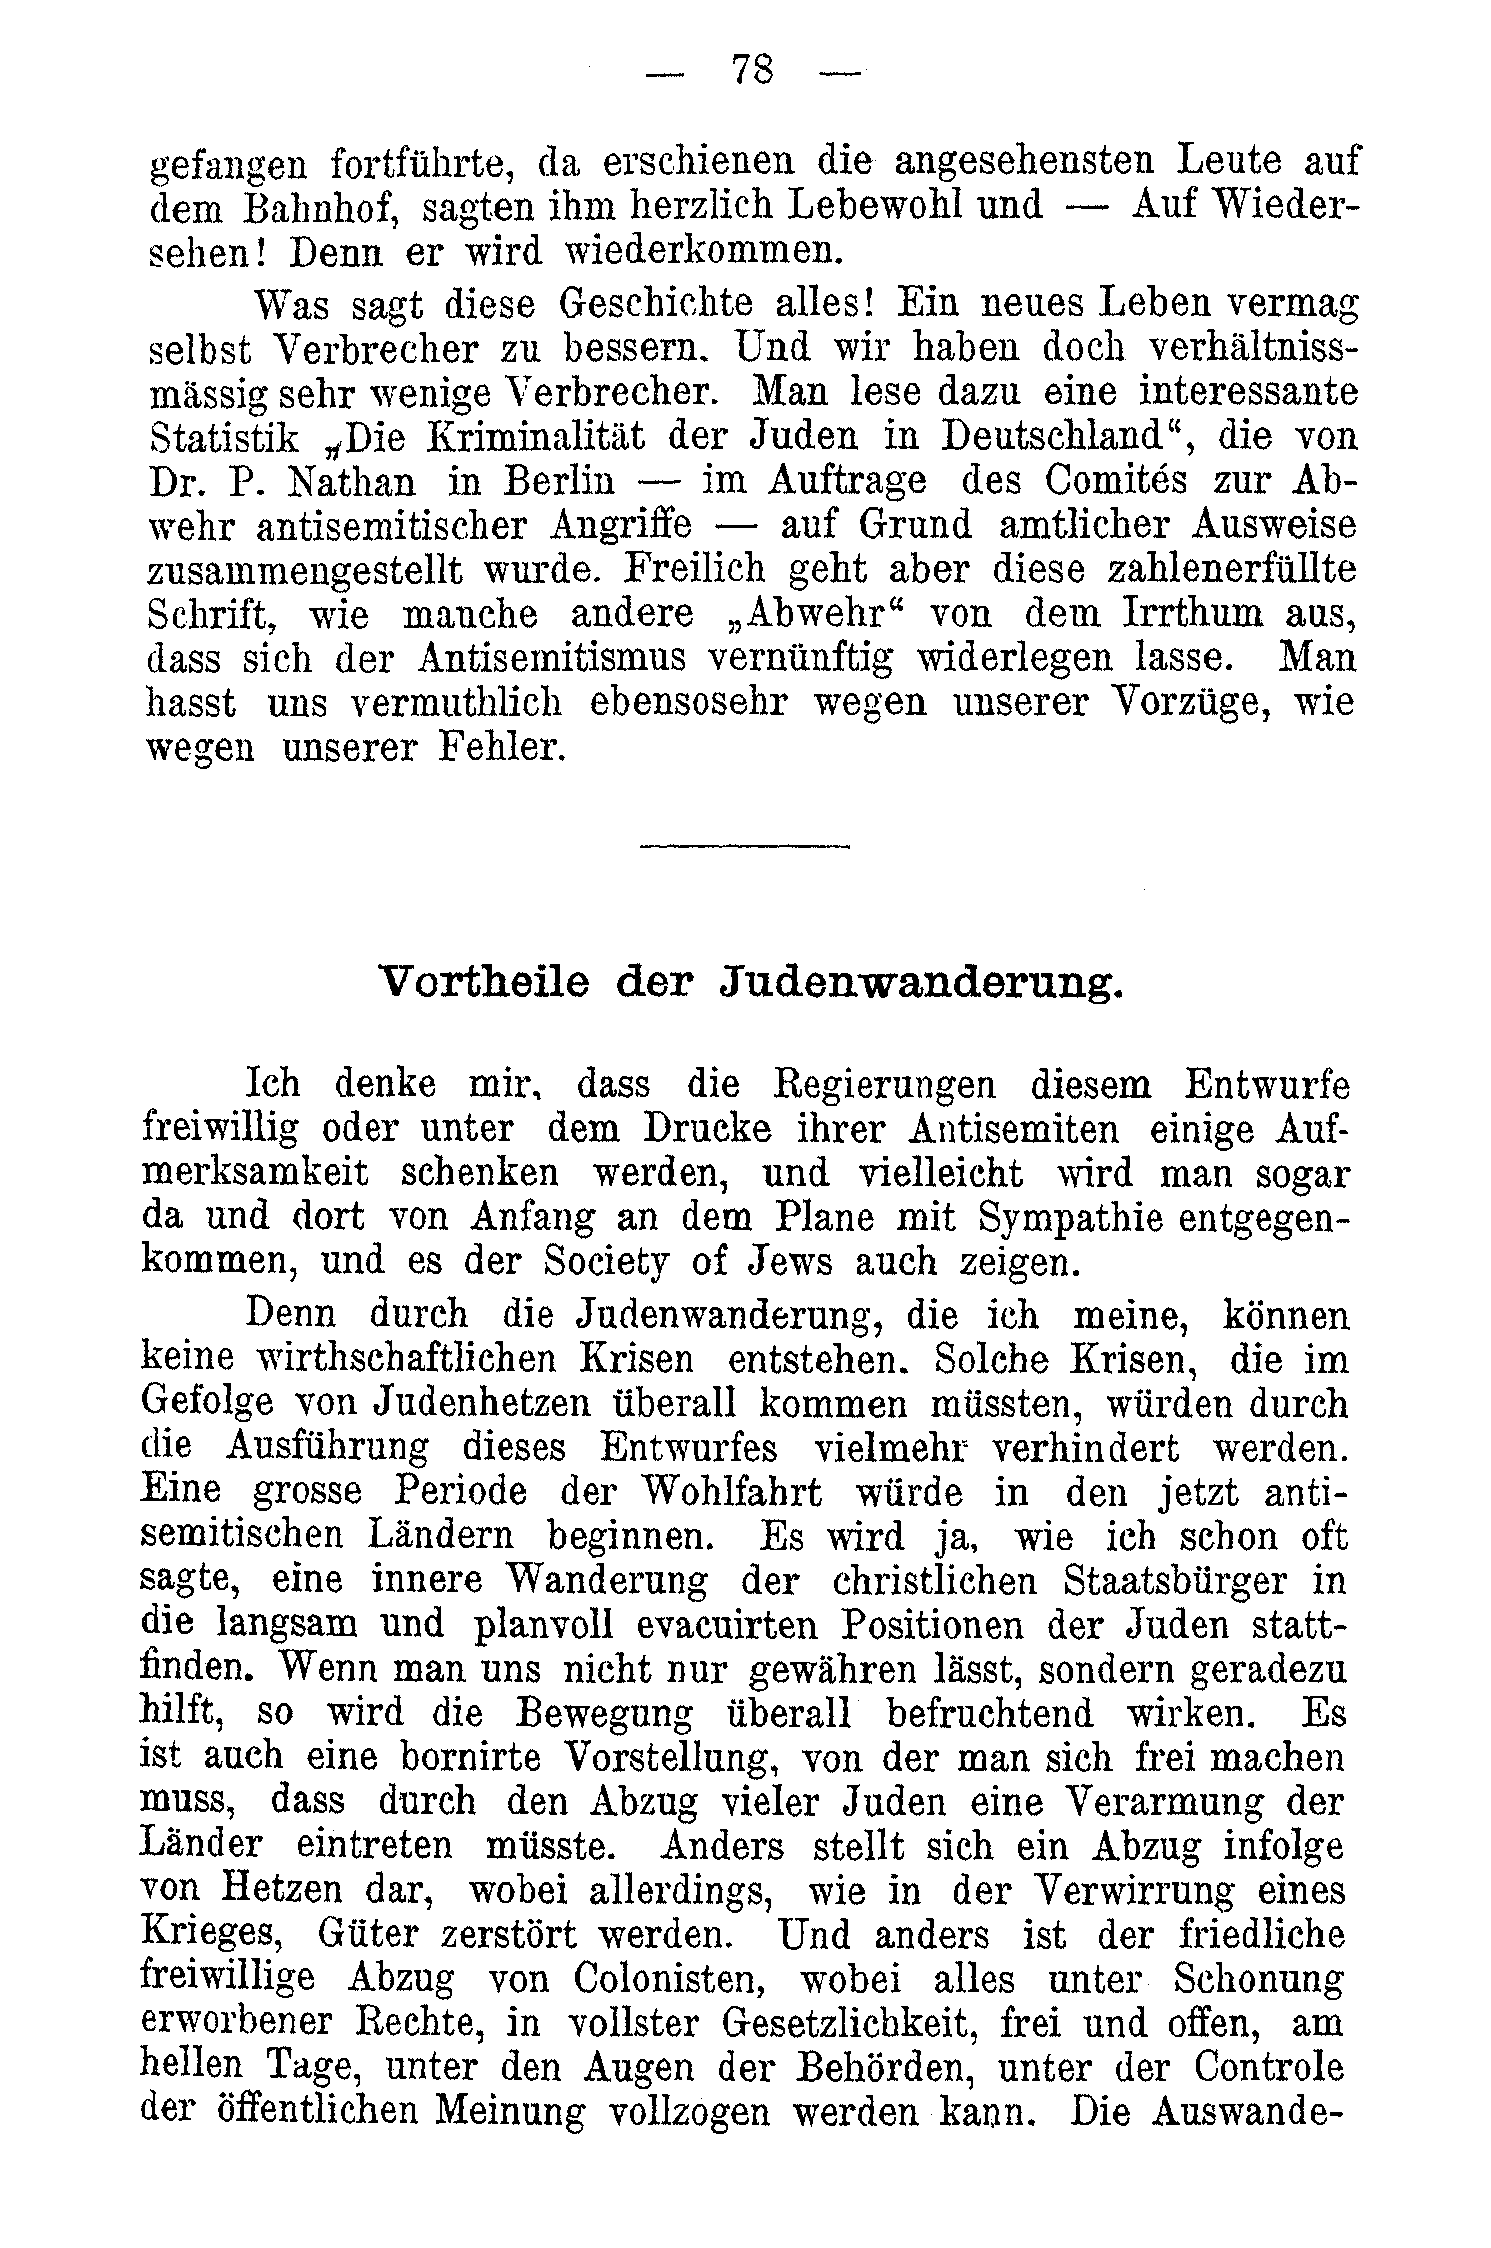 — 78 —
gefangen fortführte, da erschienen die angesehensten Leute auf
dem Bahnhof, sagten ihm herzlich Lebewohl und — Auf Wieder-
sehen! Denn er wird wiederkommen.
Was sagt diese Geschichte alles! Ein neues Leben vermag
selbst Verbrecher zu bessern. Und wir haben doch verhältniss-
mässig sehr wenige Verbrecher. Man lese dazu eine interessante
Statistik „Die Kriminalität der Juden in Deutschland“, die von
Dr. P. Nathan in Berlin — im Auftrage des Comités zur Ab-
wehr antisemitischer Angriffe — auf Grund amtlicher Ausweise
zusammengestellt wurde. Freilich geht aber diese zahlenerfüllte
Schrift, wie manche andere „Abwehr“ von dem Irrthum aus,
dass sich der Antisemitismus vernünftig widerlegen lasse. Man
hasst uns vermuthlich ebensosehr wegen unserer Vorzüge, wie
wegen unserer Fehler.
Vortheile der Judenwanderung.
Ich denke mir, dass die Regierungen diesem Entwurfe
freiwillig oder unter dem Drucke ihrer Antisemiten einige Auf-
merksamkeit schenken werden, und vielleicht wird man sogar
da und dort von Anfang an dem Plane mit Sympathie entgegen-
kommen, und es der Society of Jews auch zeigen.
Denn durch die Judenwanderung, die ich meine, können
keine wirthschaftlichen Krisen entstehen. Solche Krisen, die im
Gefolge von Judenhetzen überall kommen müssten, würden durch
die Ausführung dieses Entwurfes vielmehr verhindert werden.
Eine grosse Periode der Wohlfahrt würde in den jetzt anti-
semitischen Ländern beginnen. Es wird ja, wie ich schon oft
sagte, eine innere Wanderung der christlichen Staatsbürger in
die langsam und planvoll evacuirten Positionen der Juden statt-
finden. Wenn man uns nicht nur gewähren lässt, sondern geradezu
hilft, so wird die Bewegung überall befruchtend wirken. Es
ist auch eine bornirte Vorstellung, von der man sich frei machen
muss, dass durch den Abzug vieler Juden eine Verarmung der
Länder eintreten müsste. Anders stellt sich ein Abzug infolge
von Hetzen dar, wobei allerdings, wie in der Verwirrung eines
Krieges, Güter zerstört werden. Und anders ist der friedliche
freiwillige Abzug von Colonisten, wobei alles unter Schonung
erworbener Rechte, in vollster Gesetzlichkeit, frei und offen, am
hellen Tage, unter den Augen der Behörden, unter der Controle
der öffentlichen Meinung vollzogen werden kann. Die Auswande-